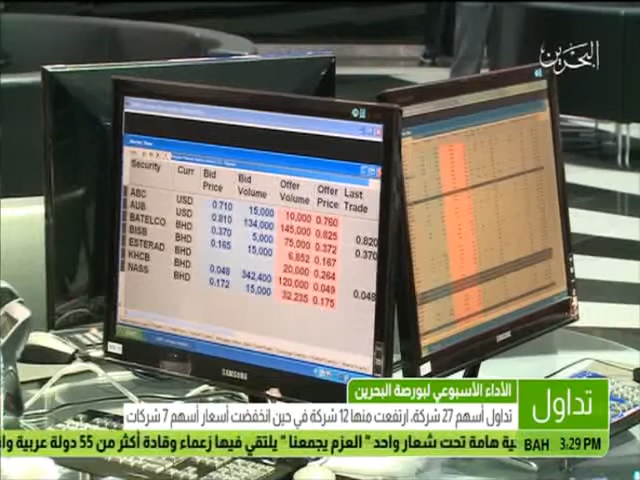 البحرين
Security Curr Bid Price Bid Volume Offer Volume Offer Price Last Trade
ABC USD 0.710 15,000 10,000 0.760
AUB USD 0.810 134,000 145,000 0.825 0.820
BATELCO BHD 0.370 5,000 75,000 0.372 0.370
BISB BHD 0.165 15,000 6,852 0.167
ESTERAD BHD 20,000 0.264
KHCB BHD 0.048 342,400 120,000 0.049 0.048
NASS BHD 0.172 15,000 32,235 0.175
SAMSUNG
الأداء الأسبوعي لبورصة البحرين
تداول
تداول أسهم 27 شركة، ارتفعت منها 12 شركة في حين انخفضت أسعار أسهم 7 شركات
هامة تحت شعار واحد " العزم يجمعنا " يلتقي فيها زعماء وقادة أكثر من 55 دولة عربية
BAH 3:29 PM